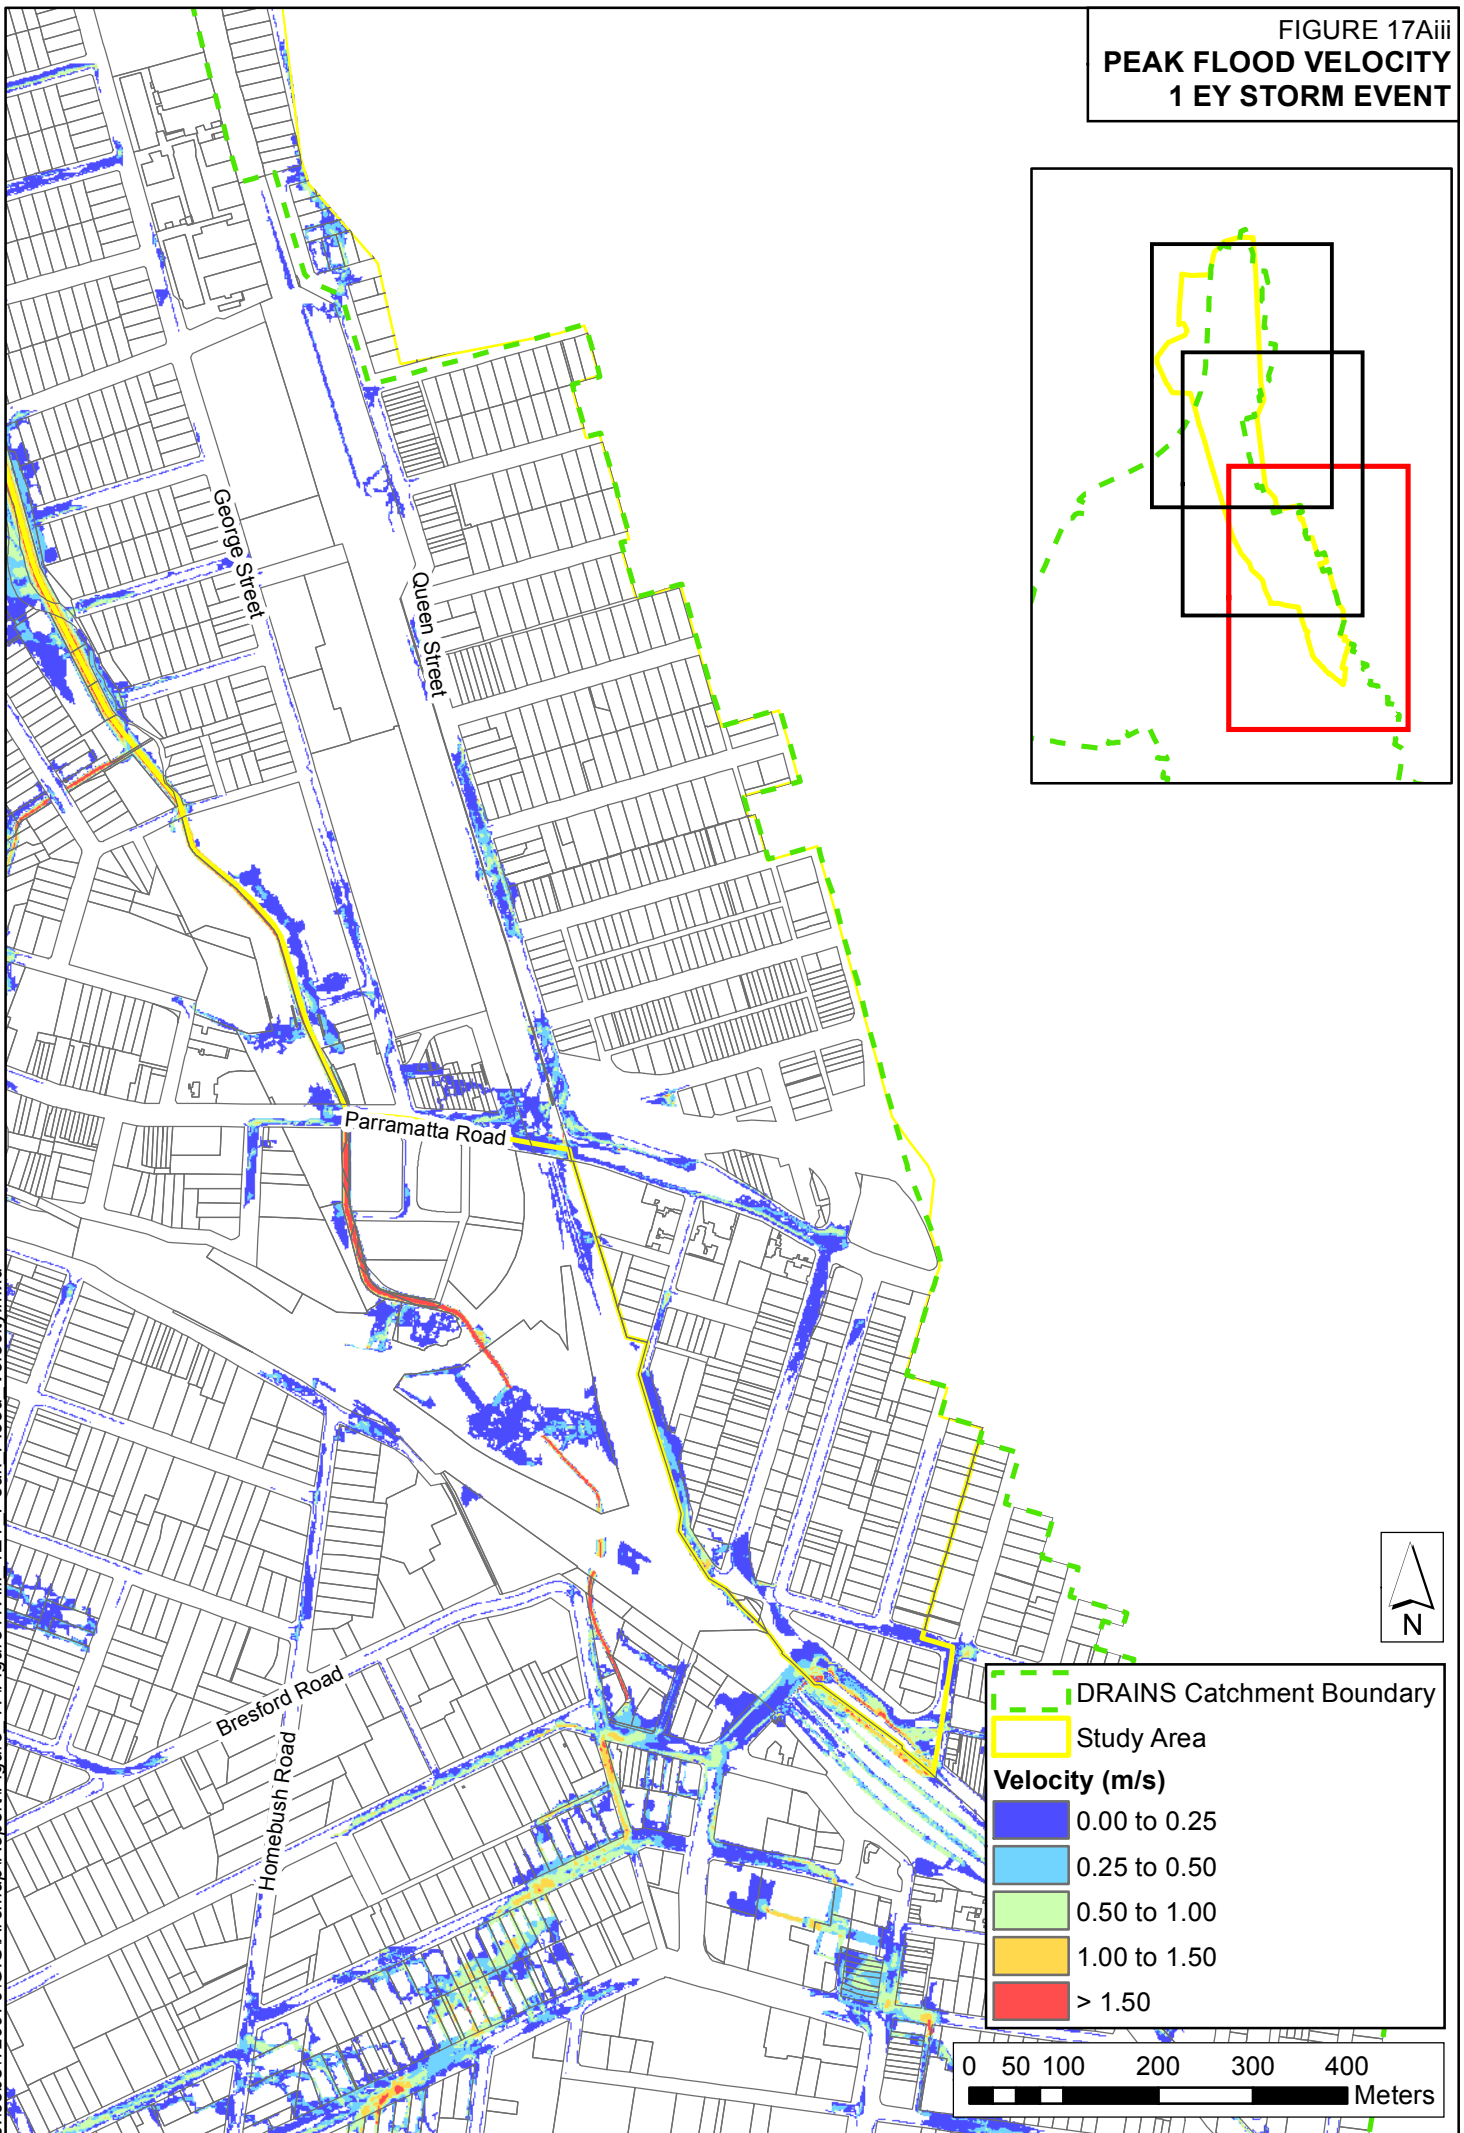 FIGURE 17Aiii
PEAK FLOOD VELOCITY
1 EY STORM EVENT
George Street
Queen Street
Parramatta Road
Bresford Road
Homebush Road
N
DRAINS Catchment Boundary
Study Area
Velocity (m/s)
0.00 to 0.25
0.25 to 0.50
0.50 to 1.00
1.00 to 1.50
> 1.50
0 50 100 200 300 400
Meters